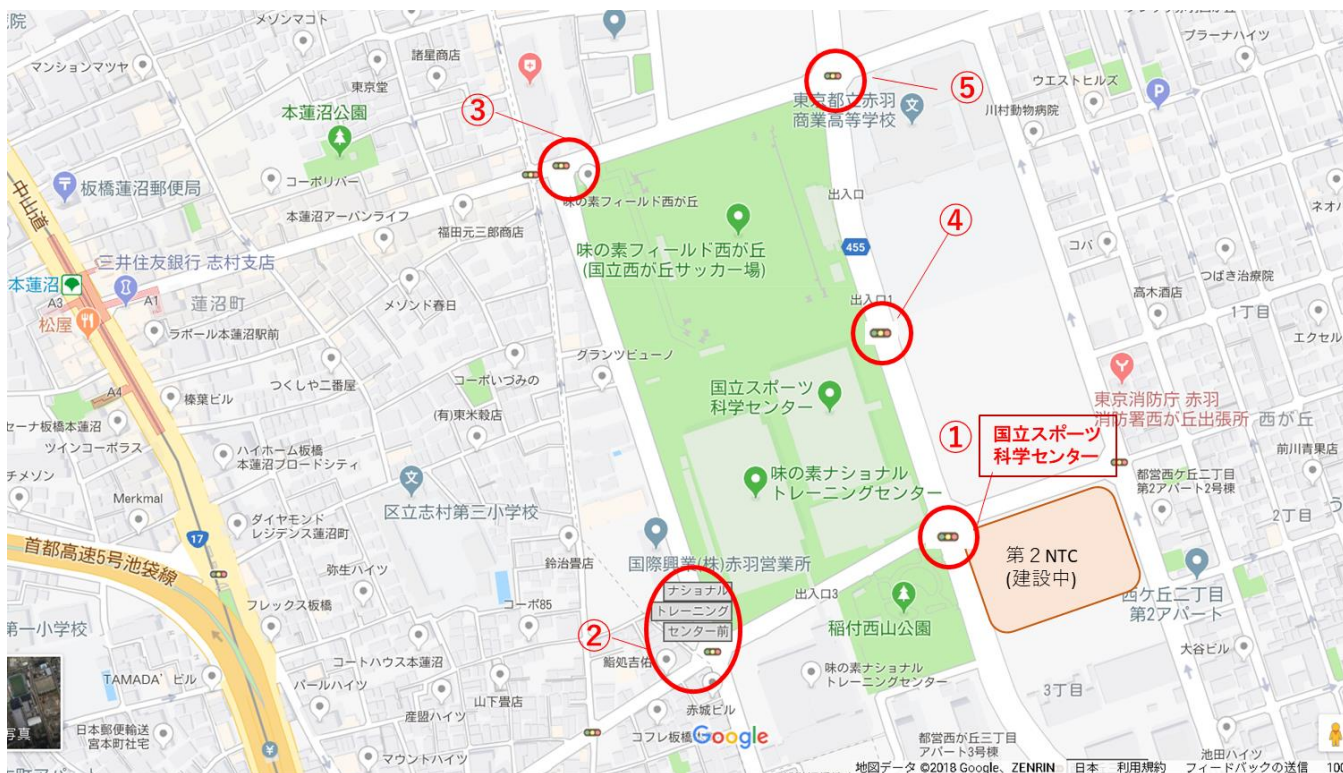 院
メゾンマコト
諸星商店
マンションマツヤ
東京堂
本蓮沼公園
③
⑤
東京都立赤羽
商業高等学校
ウエストヒルズ
川村動物病院
プラーナハイツ
P
板橋蓮沼郵便局
コーポリバー
本蓮沼アーバンライフ
福田元三郎商店
味の素フィールド西が丘
味の素フィールド西が丘
(国立西が丘サッカー場)
出入口
④
455
コバ
ネオハ
中山道
三井住友銀行 志村支店
本蓮沼
A3
A1
蓮沼町
メゾンド春日
松屋
ラポール本蓮沼駅前
出入口1
つばき治療院
高木酒店
1丁目
エクセル
グランツピューノ
A4
榛葉ビル
つくしや二番屋
コーポいづみの
(有)東米穀店
国立スポーツ
科学センター
東京消防庁 赤羽
消防署西が丘出張所
西が丘
セーナ板橋本蓮沼
ツインコーポラス
ハイホーム板橋
本蓮沼ブロードシティ
①
国立スポーツ
科学センター
前川青果店
チメゾン
Merkmal
区立志村第三小学校
味の素ナショナル
トレーニングセンター
都営西ケ丘二丁目
第2アパート2号棟
ダイヤモンド
レジデンス蓮沼町
2丁目
つ
17
首都高速5号池袋線
弥生ハイツ
鈴治畳店
国際興業(株)赤羽営業所
第２NTC
(建設中)
フレックス板橋
コーポ85
ナショナル
トレーニング
センター前
出入口3
西ケ丘二丁目
第2アパート
第一小学校
②
稲付西山公園
コートハウス本蓮沼
鮨処吉佑
大谷ビル
TAMADA’ビル
パールハイツ
山下畳店
味の素ナショナル
トレーニングセンター
3丁目
写真
産盟ハイツ
赤城ビル
日本郵便輸送
宮本町社宅
コフレ板橋
Google
都営西が丘三丁目
アパート3号棟
マウントハイツ
池田ハイツ
地図データ ©2018 Google、ZENRIN 日本 利用規約 フィードバックの送信 100